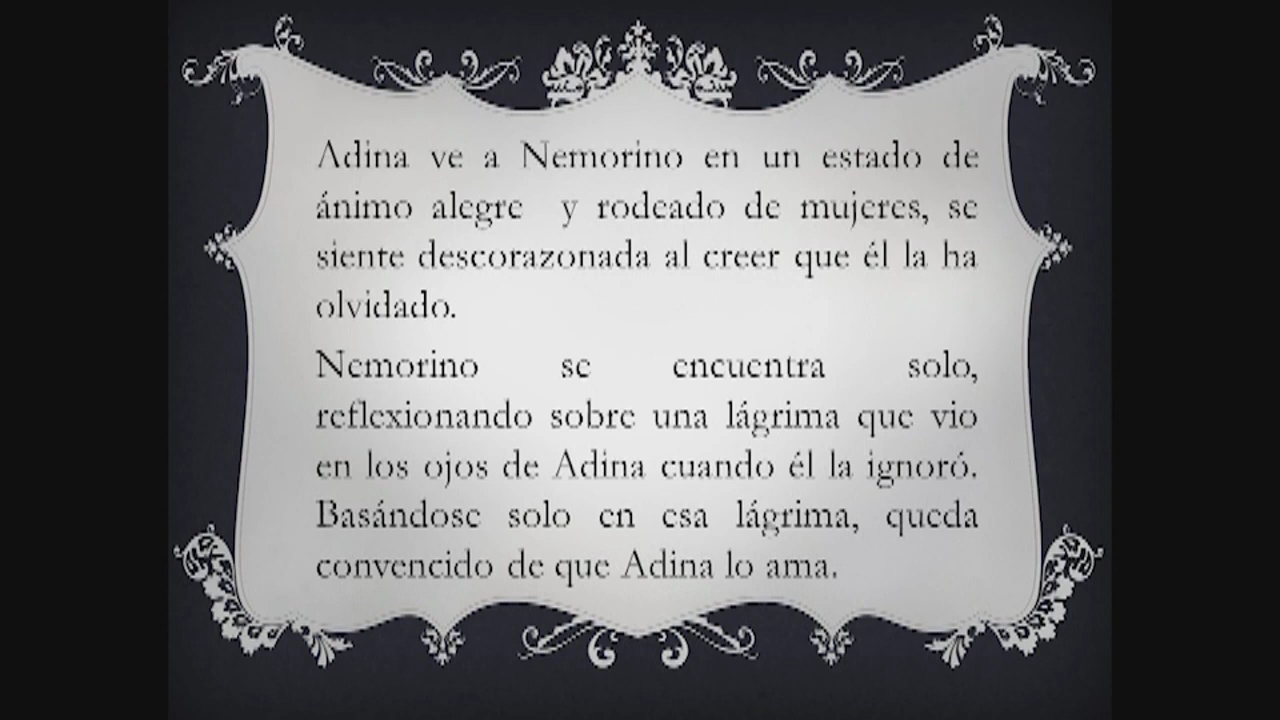 Adina ve a Nemorino en un estado de
ánimo alegre y rodeado de mujeres, se
siente descorazonada al creer que él la ha
olvidado.
Nemorino se encuentra solo,
reflexionando sobre una lágrima que vio
en los ojos de Adina cuando él la ignoró.
Basándose solo en esa lágrima, queda
convencido de que Adina lo ama.